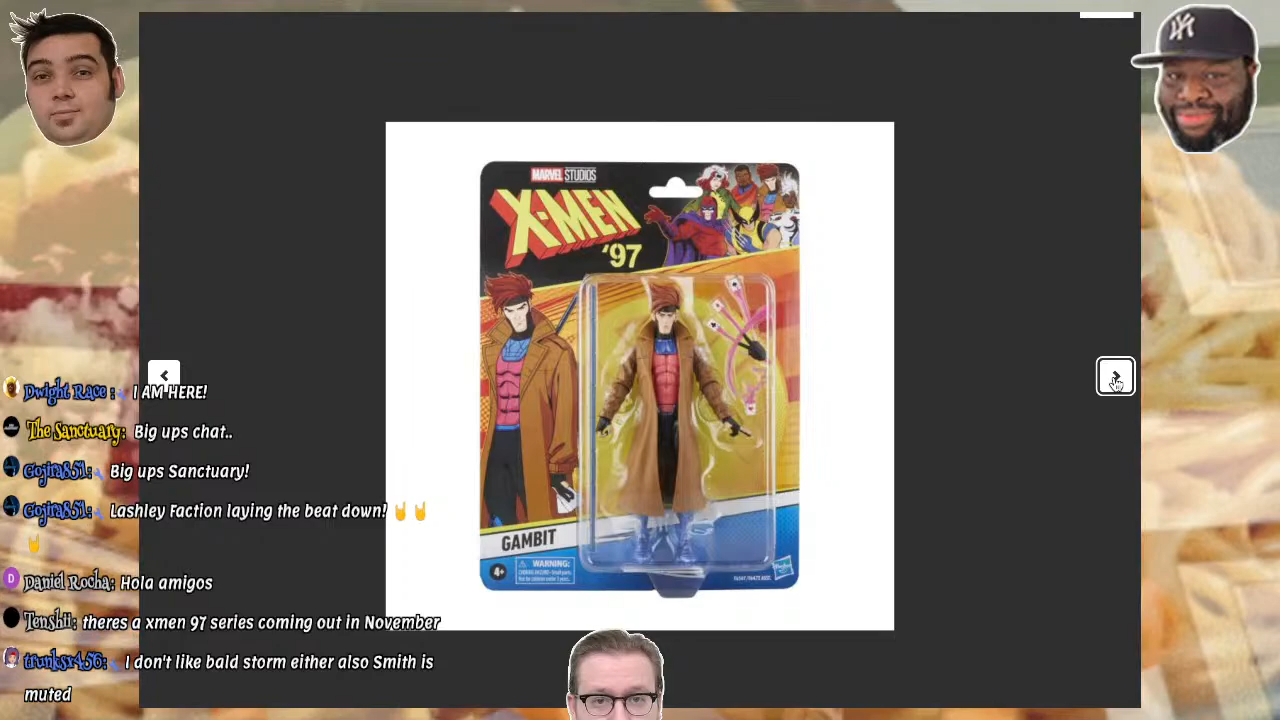 MARVEL STUDIOS
X-MEN
'97
GAMBIT
4+
WARNING:
Hasbro
Dwight Race : I AM HERE!
The Sanctuary: Big ups chat..
Gojira851: Big ups Sanctuary!
Gojira851: Lashley Faction laying the beat down! 🤘🤘
🤘
D Daniel Rocha: Hola amigos
Tenshii: theres a xmen 97 series coming out in November
trunksx456: I don't like bald storm either also Smith is
muted